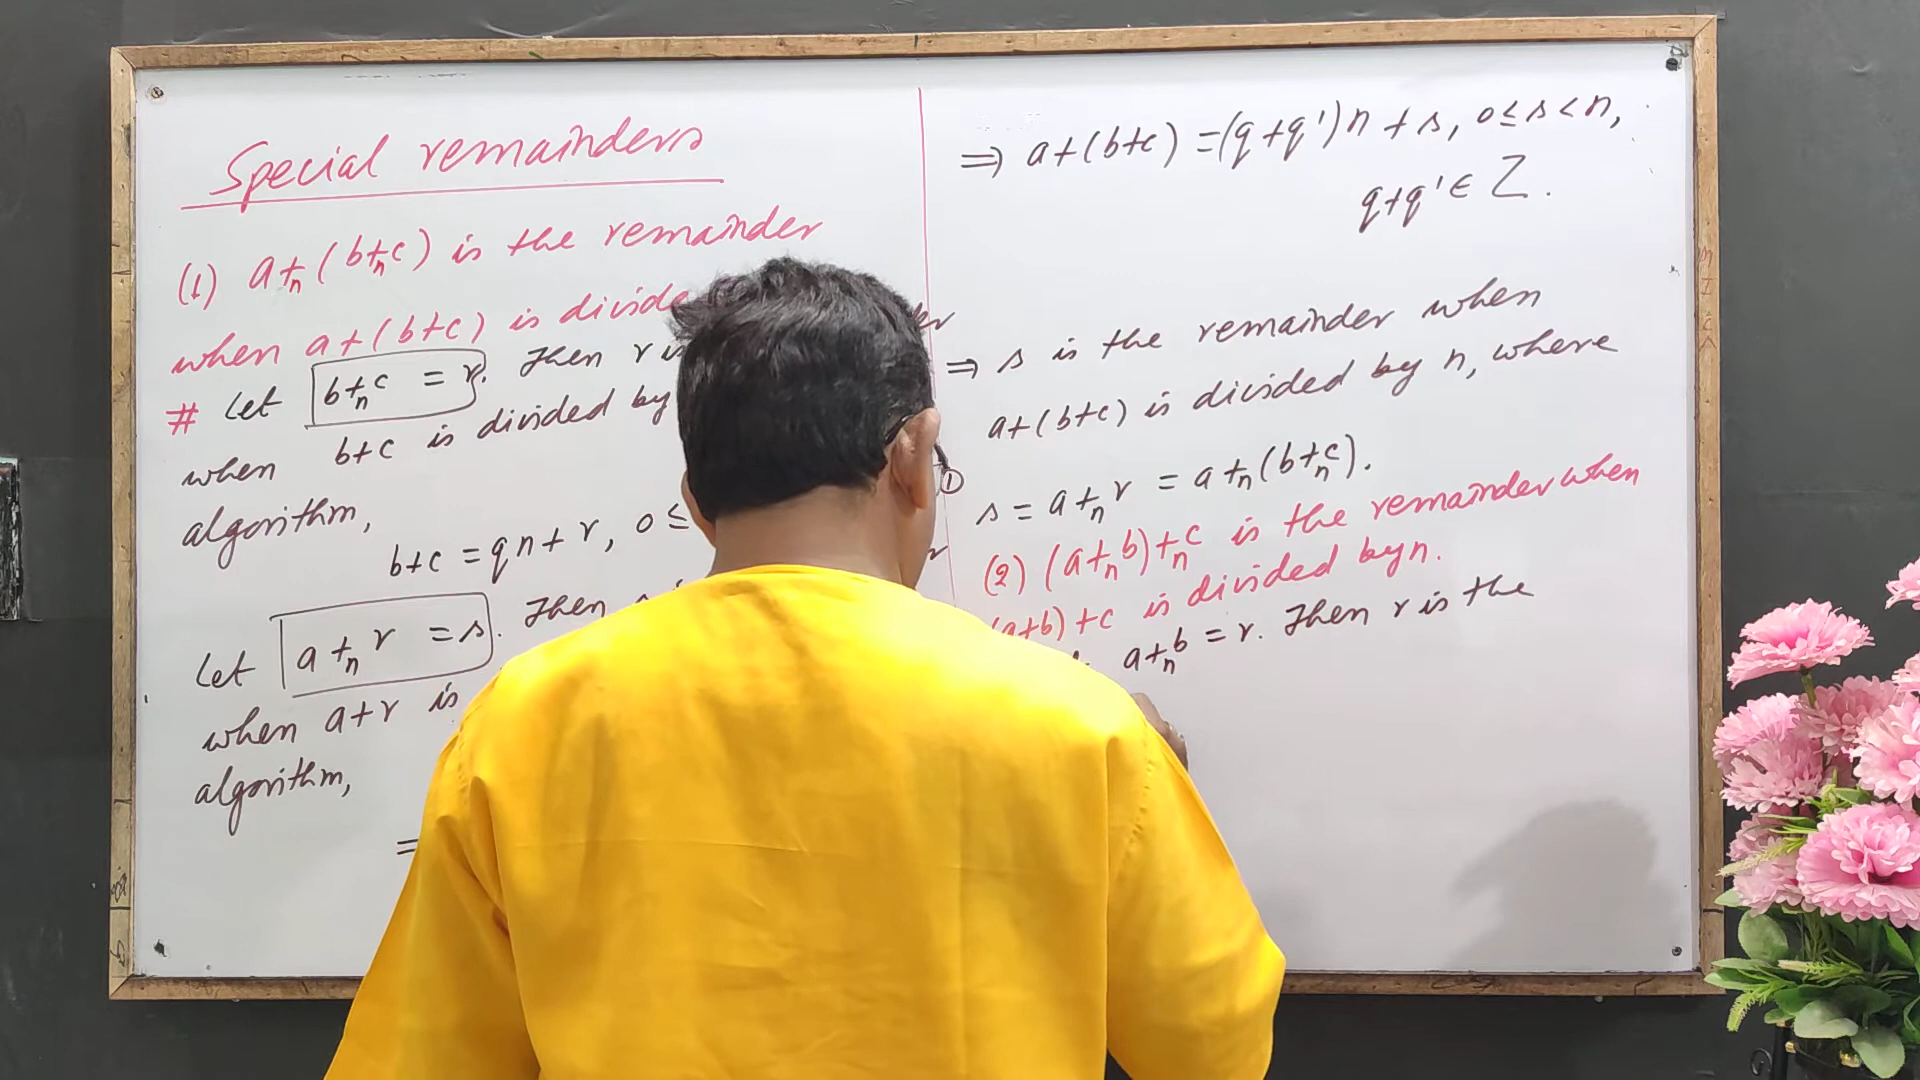 Special remainders
(1) a +ₙ (b +ₙ c) is the remainder
when a + (b+c) is divide
# Let b +ₙ c = r. Then r is
when b+c is divided by
algorithm,
b+c = qn + r, 0 ≤
Let a +ₙ r = s. Then
when a+r is
algorithm,
=
①
⇒ a + (b+c) = (q + q')n + s, 0 ≤ s < n,
q + q' ∈ Z.
⇒ s is the remainder when
a + (b+c) is divided by n, where
s = a +ₙ r = a +ₙ (b +ₙ c).
(2) (a +ₙ b) +ₙ c is the remainder when
(a+b) + c is divided by n.
a +ₙ b = r. Then r is the